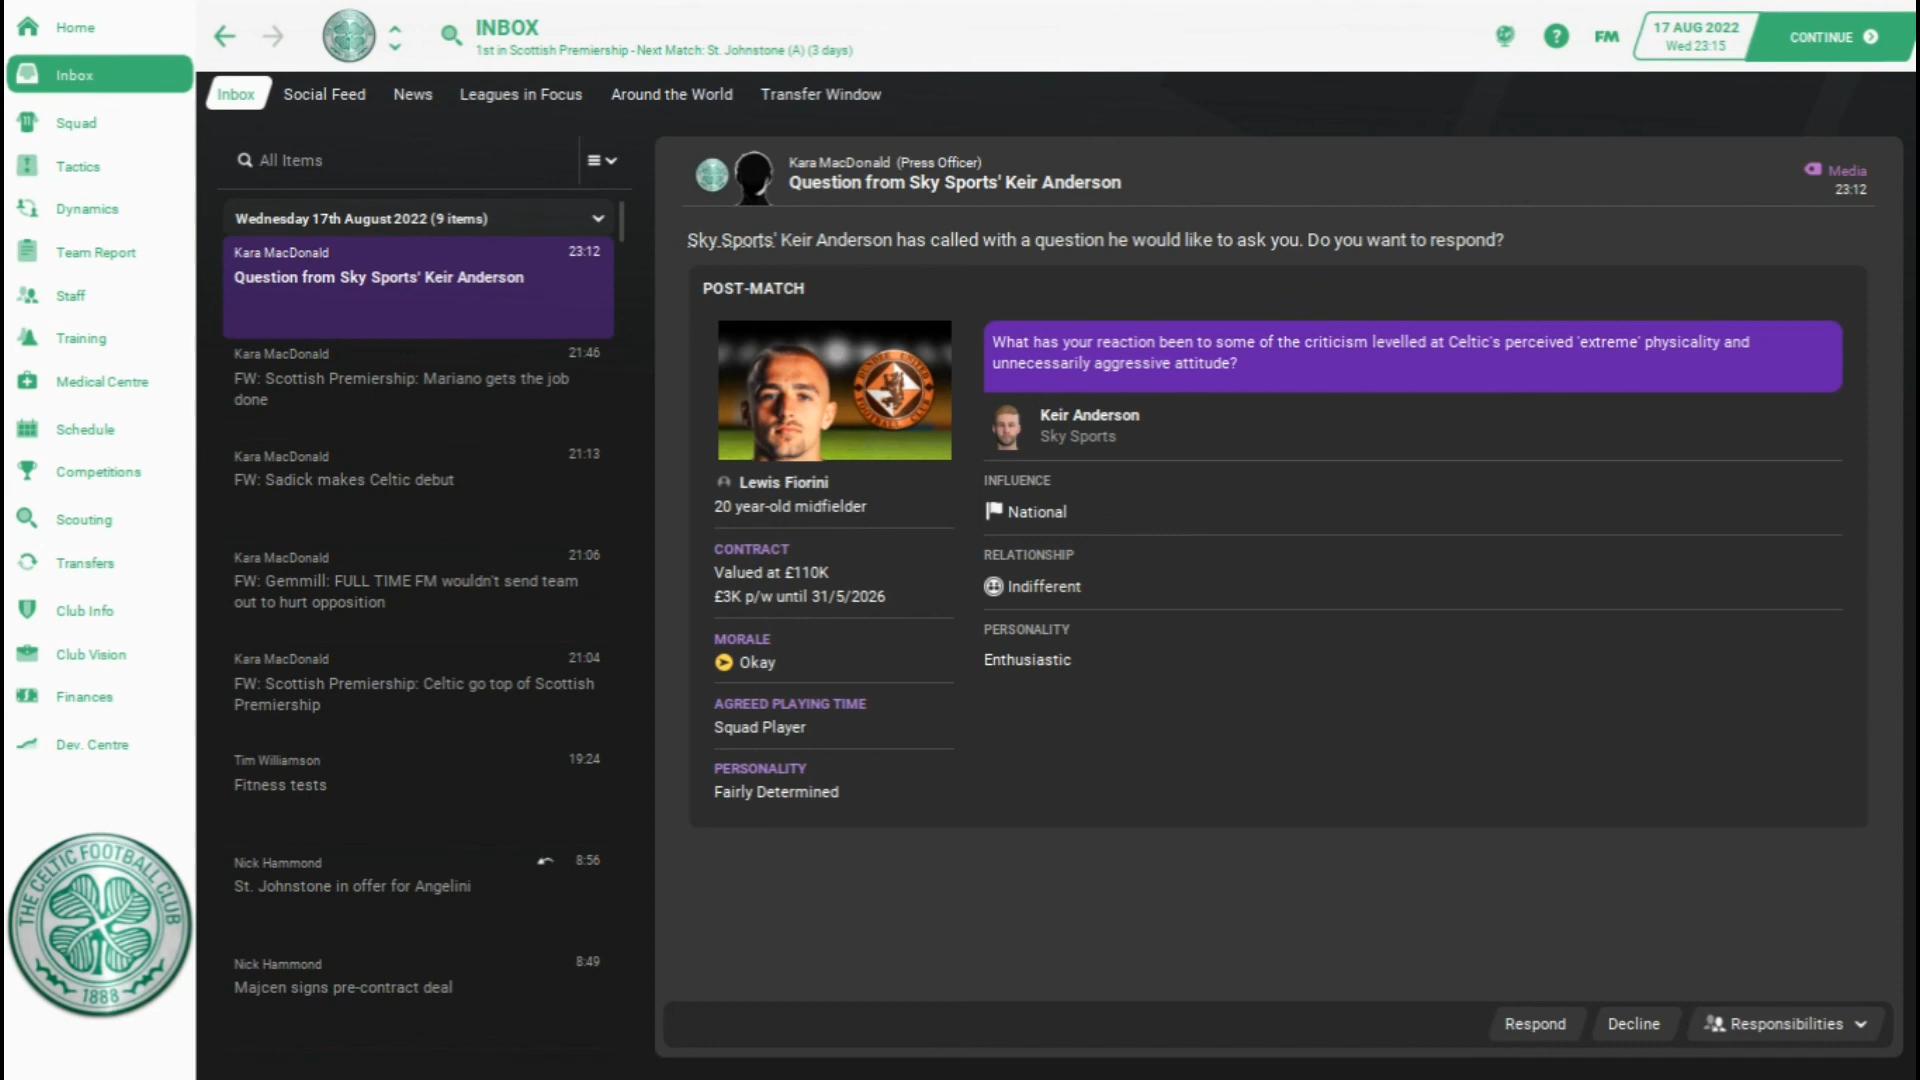 Home
Inbox
Squad
Tactics
Dynamics
Team Report
Staff
Training
Medical Centre
Schedule
Competitions
Scouting
Transfers
Club Info
Club Vision
Finances
Dev. Centre
THE CELTIC FOOTBALL CLUB
1888
INBOX
1st in Scottish Premiership - Next Match: St. Johnstone (A) (3 days)
FM
17 AUG 2022
Wed 23:15
CONTINUE
Inbox Social Feed News Leagues in Focus Around the World Transfer Window
All Items
Wednesday 17th August 2022 (9 items)
Kara MacDonald 23:12
Question from Sky Sports' Keir Anderson
Kara MacDonald 21:46
FW: Scottish Premiership: Mariano gets the job
done
Kara MacDonald 21:13
FW: Sadick makes Celtic debut
Kara MacDonald 21:06
FW: Gemmill: FULL TIME FM wouldn't send team
out to hurt opposition
Kara MacDonald 21:04
FW: Scottish Premiership: Celtic go top of Scottish
Premiership
Tim Williamson 19:24
Fitness tests
Nick Hammond 8:56
St. Johnstone in offer for Angelini
Nick Hammond 8:49
Majcen signs pre-contract deal
Kara MacDonald (Press Officer)
Question from Sky Sports' Keir Anderson
Media
23:12
Sky Sports' Keir Anderson has called with a question he would like to ask you. Do you want to respond?
POST-MATCH
DUNDEE UNITED
FOOTBALL CLUB
Lewis Fiorini
20 year-old midfielder
CONTRACT
Valued at £110K
£3K p/w until 31/5/2026
MORALE
Okay
AGREED PLAYING TIME
Squad Player
PERSONALITY
Fairly Determined
What has your reaction been to some of the criticism levelled at Celtic's perceived 'extreme' physicality and
unnecessarily aggressive attitude?
Keir Anderson
Sky Sports
INFLUENCE
National
RELATIONSHIP
Indifferent
PERSONALITY
Enthusiastic
Respond Decline Responsibilities